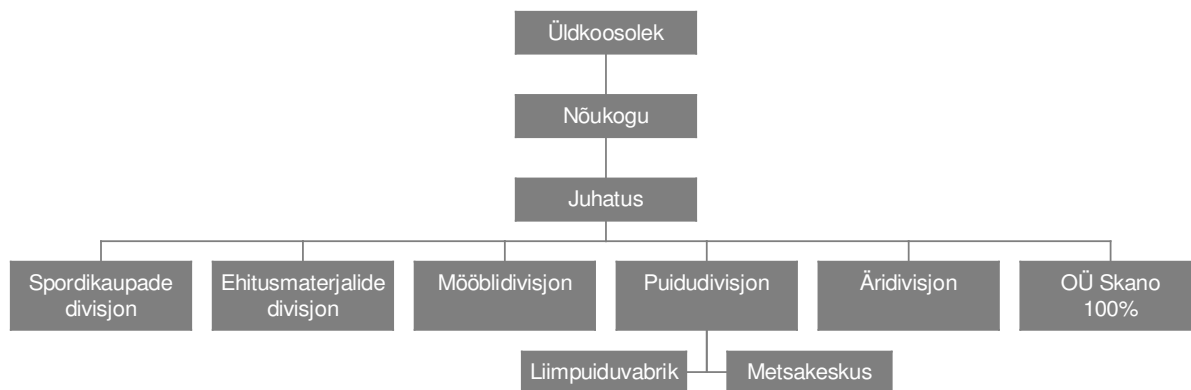 Üldkoosolek
Nõukogu
Juhatus
Spordikaupade
divisjon
Ehitusmaterjalide
divisjon
Mööblidivisjon
Puidudivisjon
Äridivisjon
OÜ Skano
100%
Liimpuiduvabrik
Metsakeskus